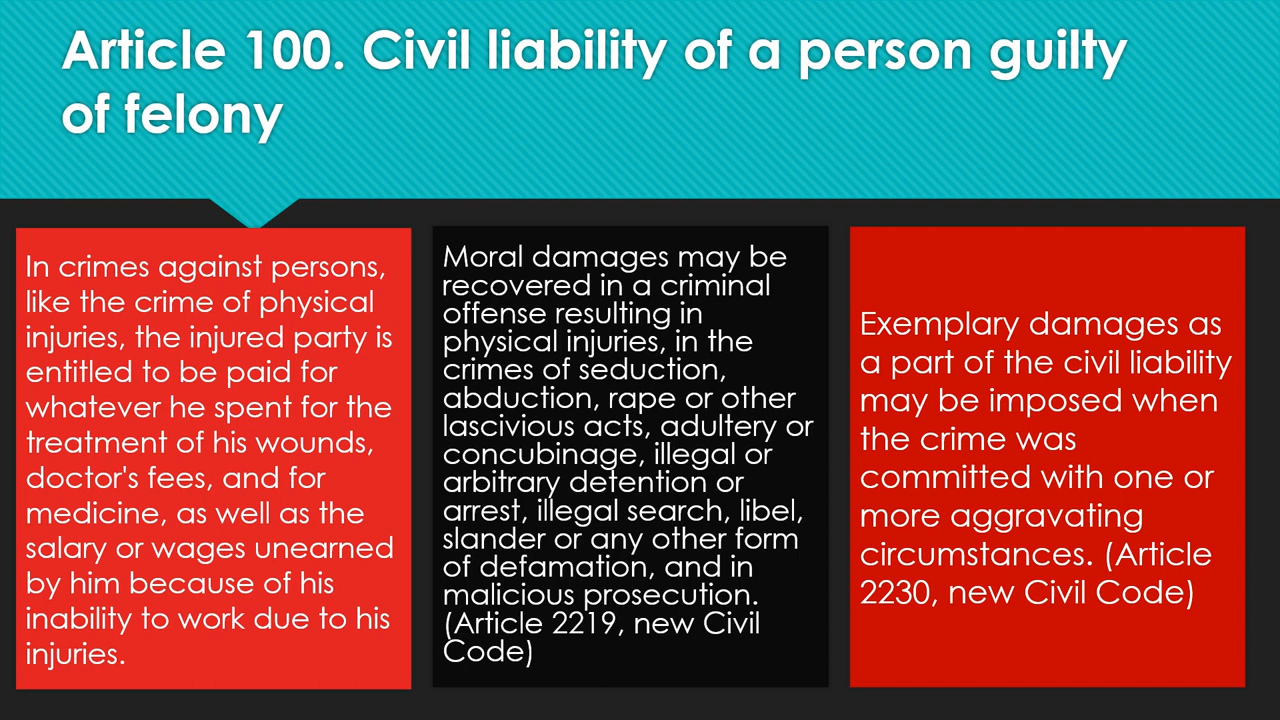 Article 100. Civil liability of a person guilty
of felony
In crimes against persons,
like the crime of physical
injuries, the injured party is
entitled to be paid for
whatever he spent for the
treatment of his wounds,
doctor's fees, and for
medicine, as well as the
salary or wages unearned
by him because of his
inability to work due to his
injuries.
Moral damages may be
recovered in a criminal
offense resulting in
physical injuries, in the
crimes of seduction,
abduction, rape or other
lascivious acts, adultery or
concubinage, illegal or
arbitrary detention or
arrest, illegal search, libel,
slander or any other form
of defamation, and in
malicious prosecution.
(Article 2219, new Civil
Code)
Exemplary damages as
a part of the civil liability
may be imposed when
the crime was
committed with one or
more aggravating
circumstances. (Article
2230, new Civil Code)